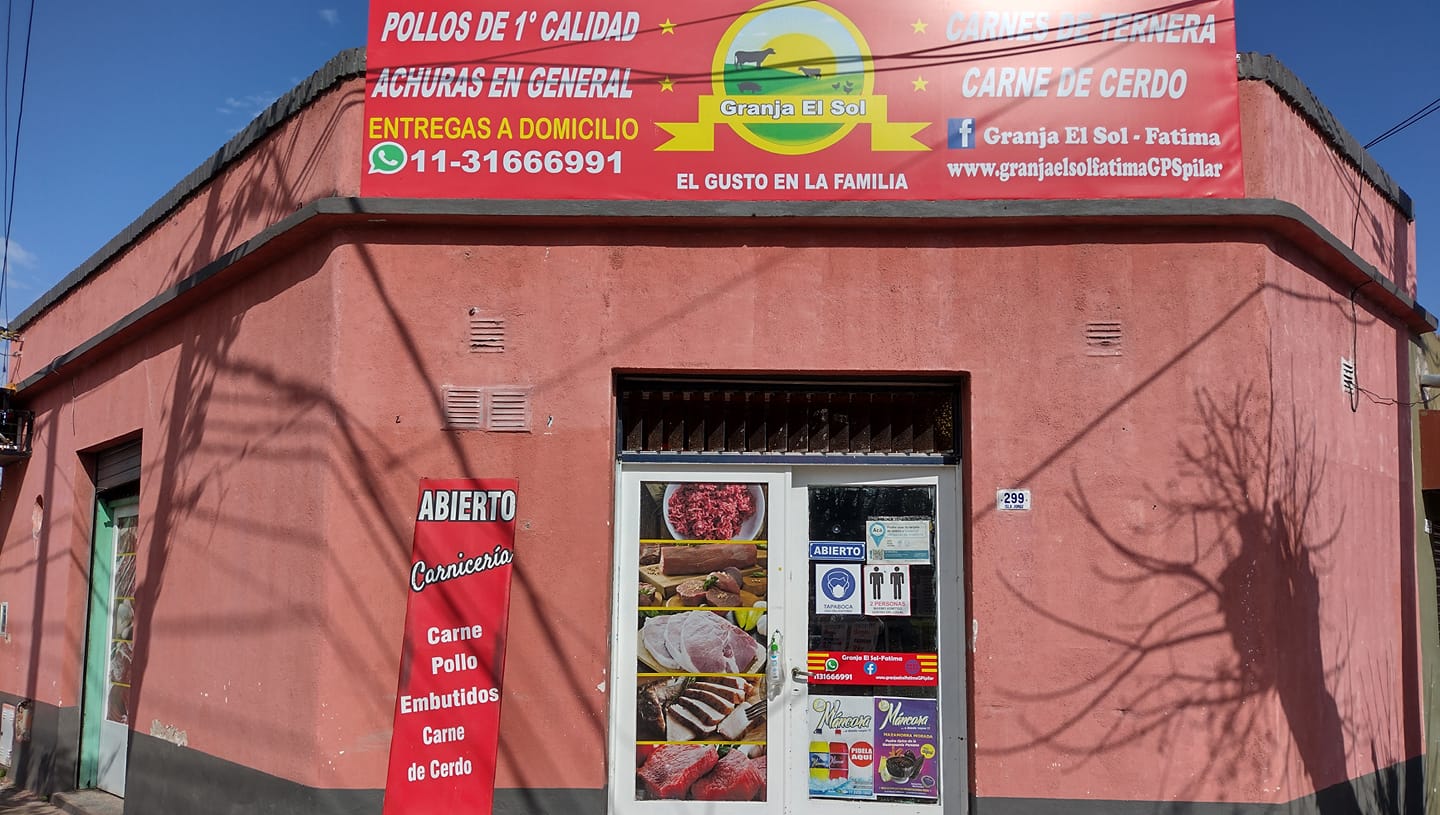 POLLOS DE 1° CALIDAD
ACHURAS EN GENERAL
ENTREGAS A DOMICILIO
11-31666991
Granja El Sol
EL GUSTO EN LA FAMILIA
CARNES DE TERNERA
CARNE DE CERDO
f Granja El Sol - Fatima
www.granjaelsolfatimaGPSpilar
ABIERTO
Carnicería
Carne
Pollo
Embutidos
Carne
de Cerdo
299
ABIERTO
TAPABOCA
2 PERSONAS
Granja El Sol-Fatima
1131666991
www.granjaelsolfatimaGPSpilar
Máncora
PIDELA
AQUI
Máncora
MAZAMORRA MORADA